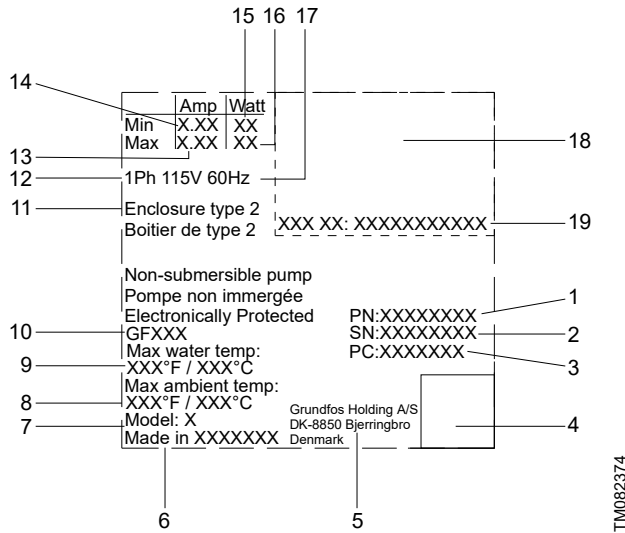 15 16 17
14
Amp Watt
Min X.XX XX
Max X.XX XX
18
13
12 1Ph 115V 60Hz
11 Enclosure type 2
Boitier de type 2 XXX XX: XXXXXXXXXXX 19
Non-submersible pump
Pompe non immergée 1
Electronically Protected PN:XXXXXXXX
10 GFXXX SN:XXXXXXXX 2
Max water temp: PC:XXXXXXX 3
9 XXX°F / XXX°C
Max ambient temp:
8 XXX°F / XXX°C
Grundfos Holding A/S
7 Model: X DK-8850 Bjerringbro 4
Made in XXXXXXX Denmark
6 5
TM082374